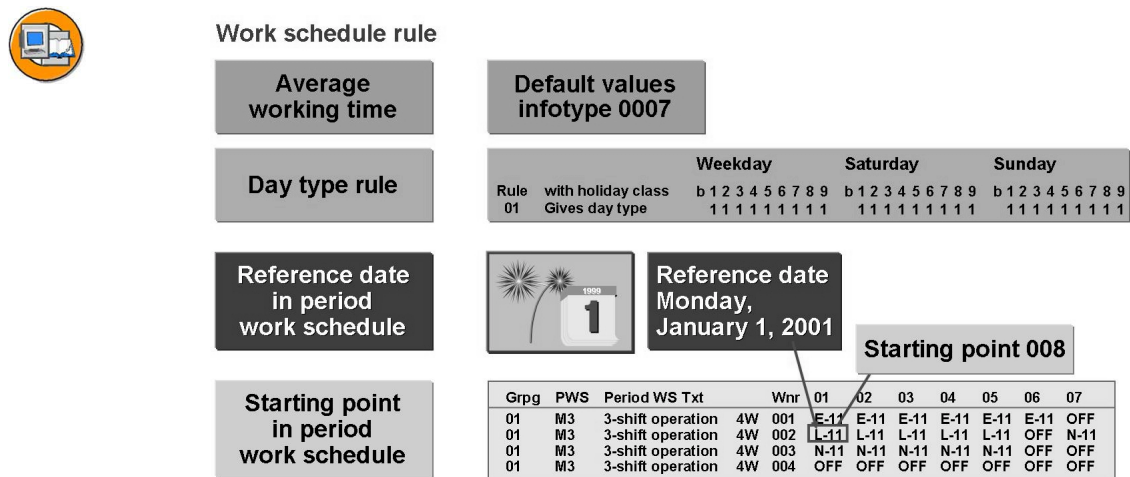 Work schedule rule
Average
working time
Default values
infotype 0007
Day type rule
Weekday Saturday Sunday
Rule with holiday class b 1 2 3 4 5 6 7 8 9 b 1 2 3 4 5 6 7 8 9 b 1 2 3 4 5 6 7 8 9
01 Gives day type 1 1 1 1 1 1 1 1 1 1 1 1 1 1 1 1 1 1 1 1 1 1 1 1 1 1 1
Reference date
in period
work schedule
1999
1
Reference date
Monday,
January 1, 2001
Starting point 008
Starting point
in period
work schedule
Grpg PWS Period WS Txt Wnr 01 02 03 04 05 06 07
01 M3 3-shift operation 4W 001 E-11 E-11 E-11 E-11 E-11 E-11 OFF
01 M3 3-shift operation 4W 002 L-11 L-11 L-11 L-11 L-11 OFF N-11
01 M3 3-shift operation 4W 003 N-11 N-11 N-11 N-11 N-11 OFF OFF
01 M3 3-shift operation 4W 004 OFF OFF OFF OFF OFF OFF OFF